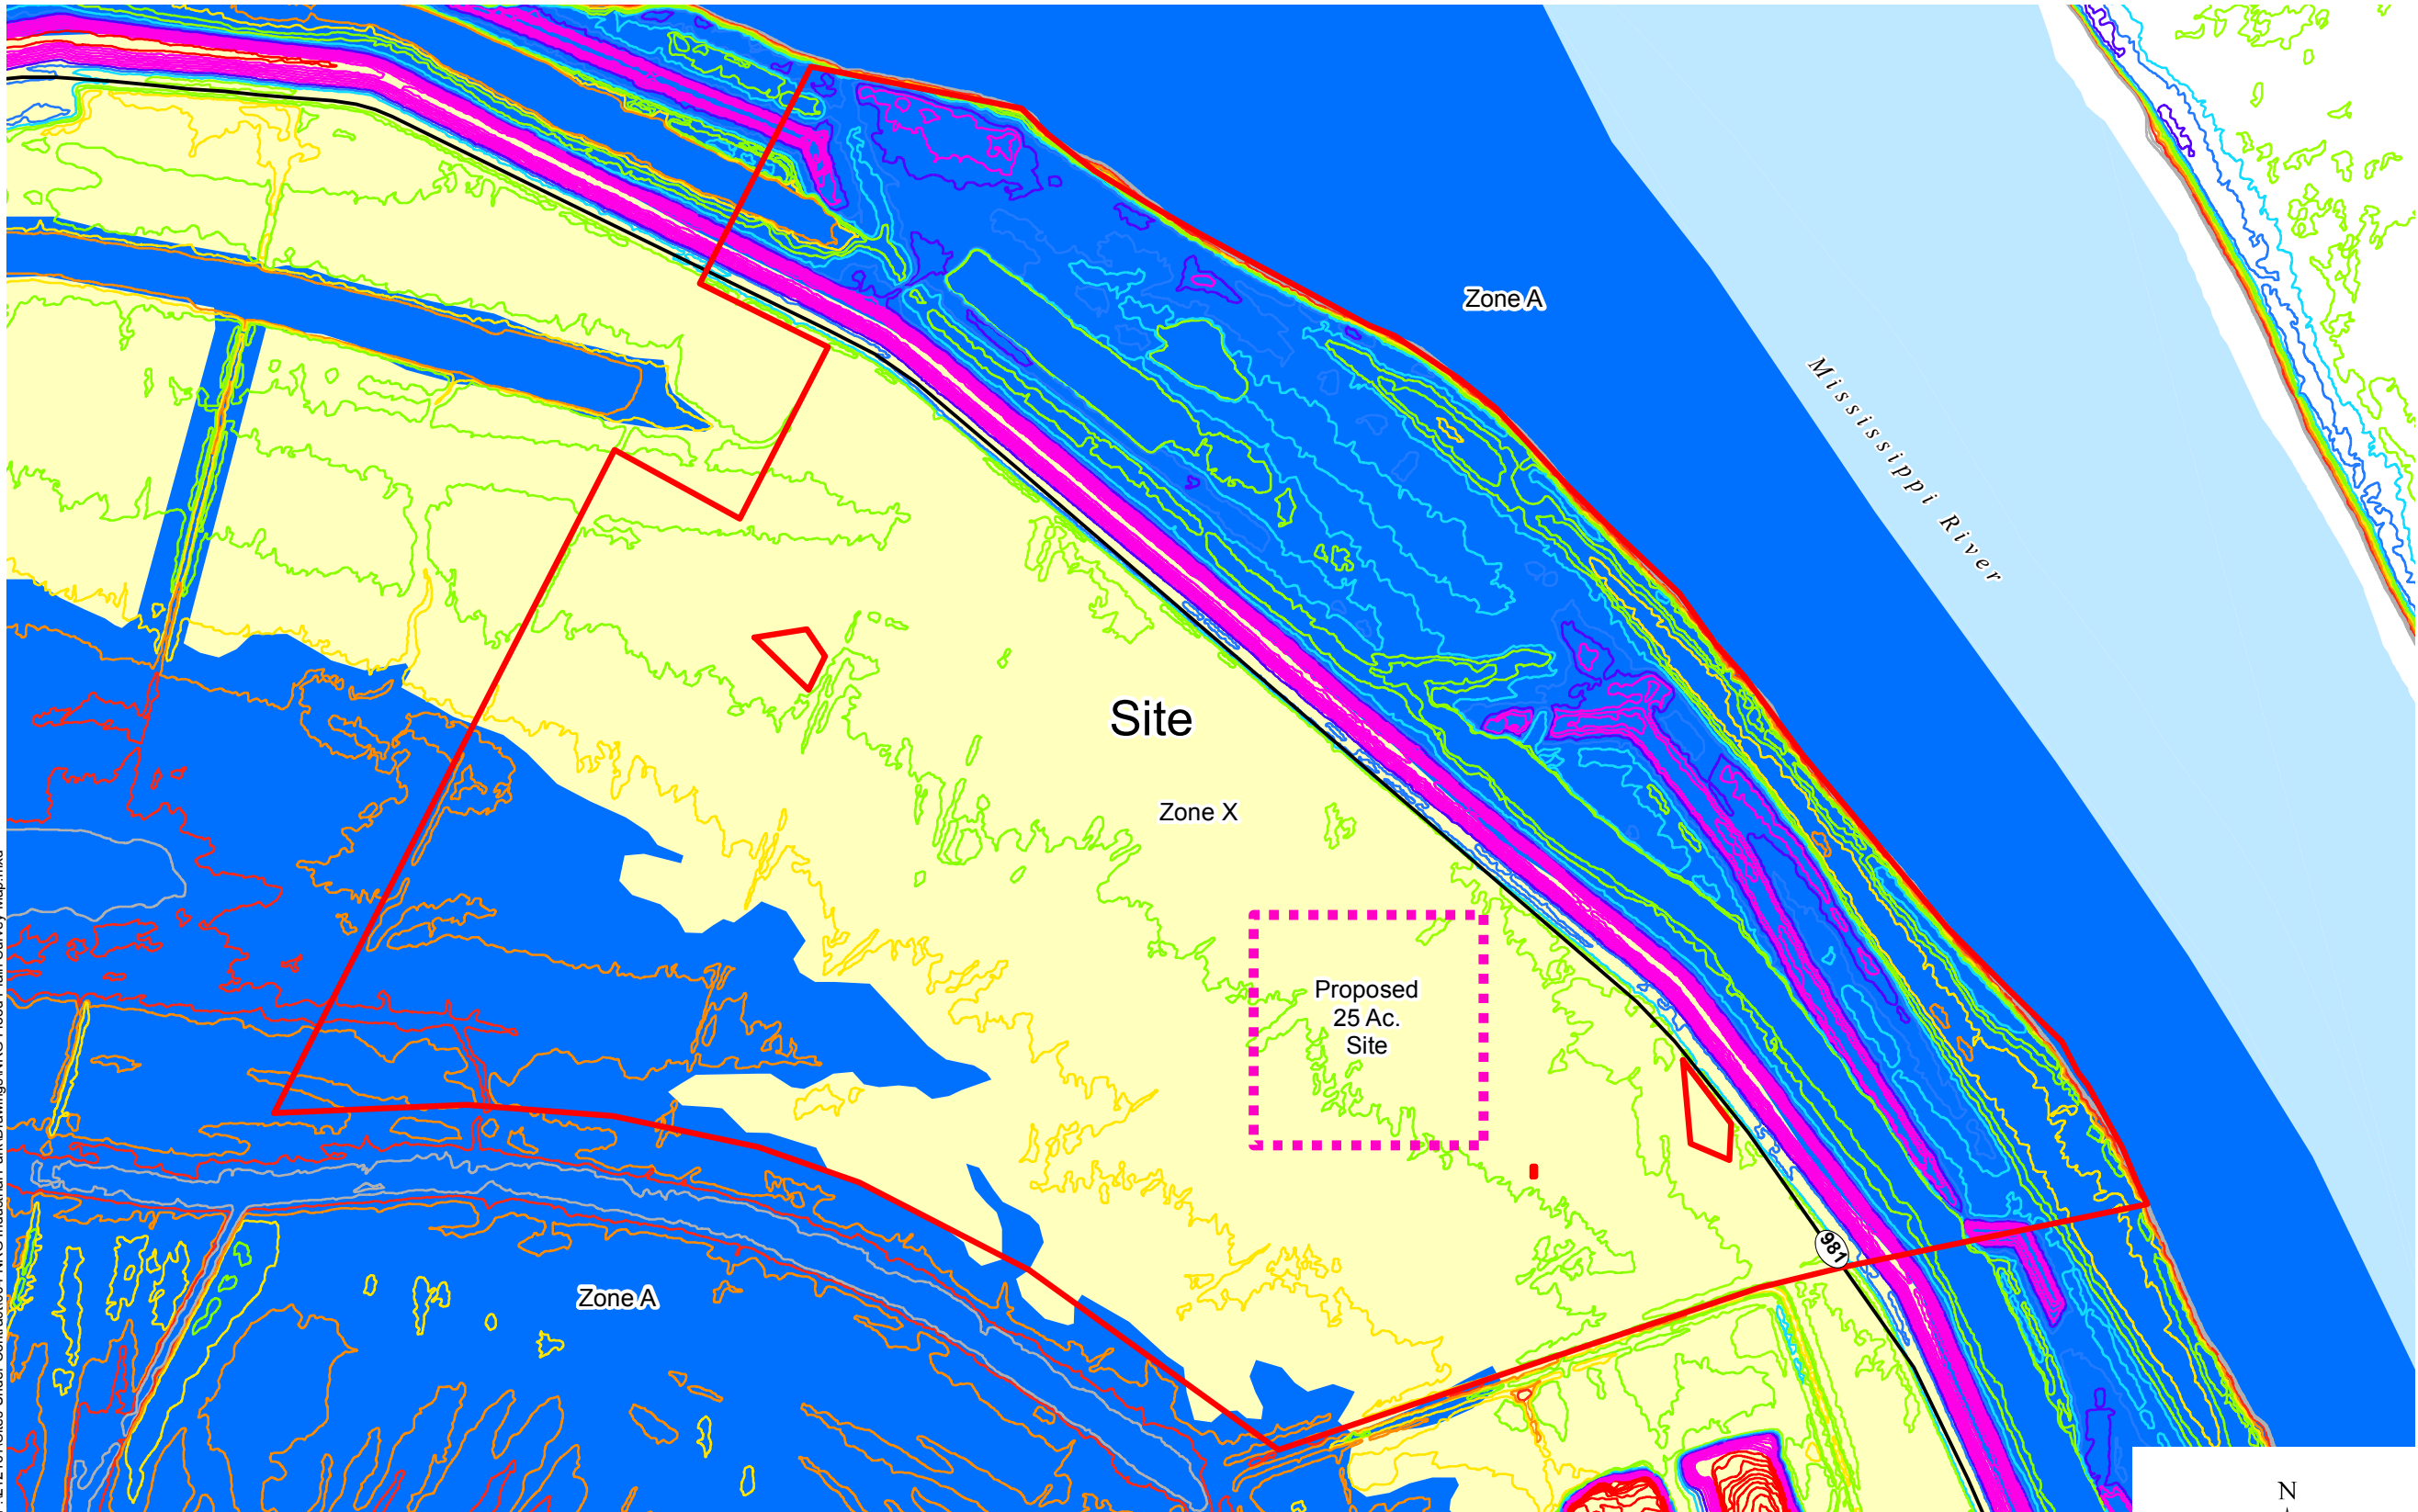 Zone A
Mississippi River
Site
Zone X
Proposed
25 Ac.
Site
981
Zone A
N